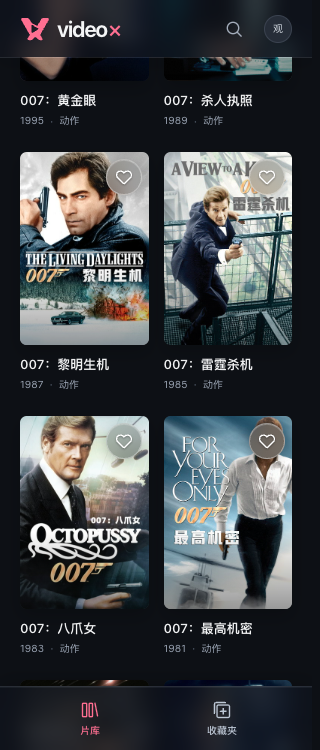 videox
观
007：黄金眼
1995 · 动作
007：杀人执照
1989 · 动作
THE LIVING DAYLIGHTS
007 黎明生机
007：黎明生机
1987 · 动作
A VIEW TO A
雷霆杀机
007：雷霆杀机
1985 · 动作
007：八爪女
OCTOPUSSY
007
007：八爪女
1983 · 动作
FOR
YOUR
EYES
ONLY
007
最高机密
007：最高机密
1981 · 动作
片库
收藏夹